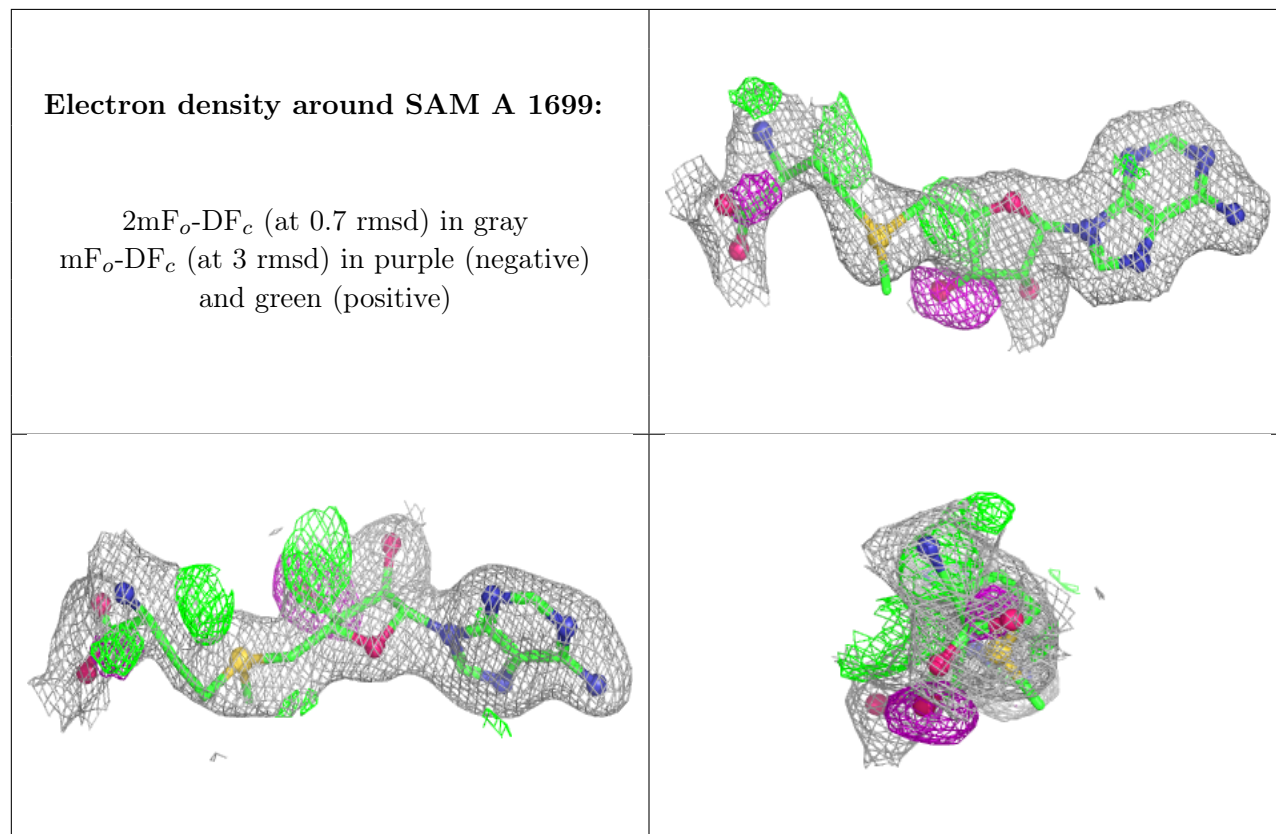 Electron density around SAM A 1699:
2mFo-DFc (at 0.7 rmsd) in gray
mFo-DFc (at 3 rmsd) in purple (negative)
and green (positive)